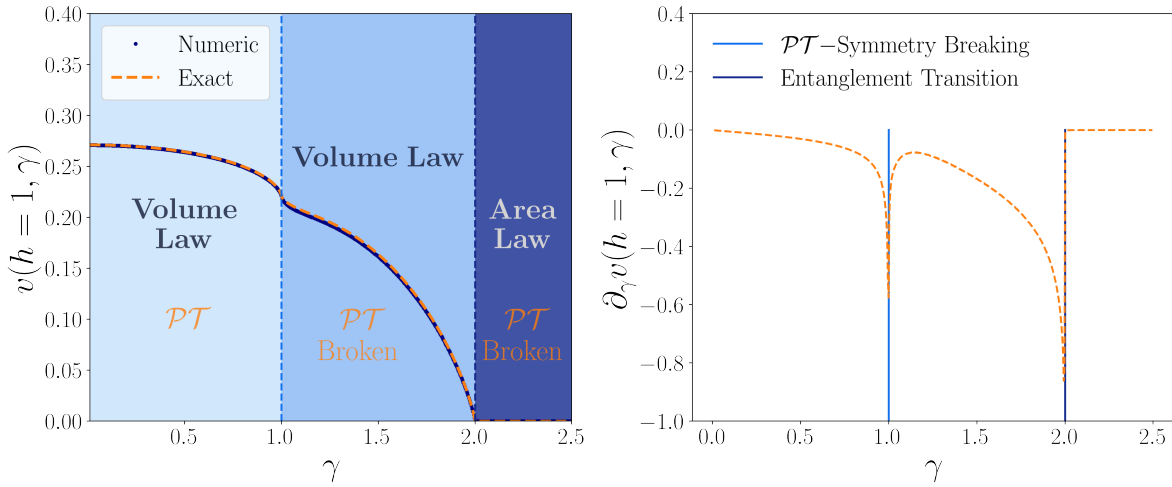 0.40
0.35
0.30
0.25
0.20
0.15
0.10
0.05
0.00
v(h = 1, γ)
Numeric
Exact
Volume Law
Volume
Law
Area
Law
𝒫𝒯
𝒫𝒯
Broken
𝒫𝒯
Broken
0.5 1.0 1.5 2.0 2.5
γ
0.4
0.2
0.0
−0.2
−0.4
−0.6
−0.8
−1.0
∂γv(h = 1, γ)
𝒫𝒯−Symmetry Breaking
Entanglement Transition
0.0 0.5 1.0 1.5 2.0 2.5
γ